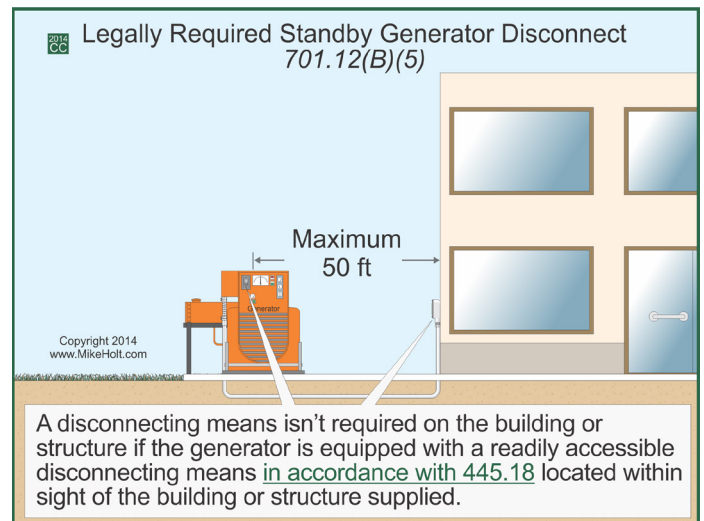 2014
CC
Legally Required Standby Generator Disconnect
701.12(B)(5)
Maximum
50 ft
Generator
Copyright 2014
www.MikeHolt.com
A disconnecting means isn't required on the building or
structure if the generator is equipped with a readily accessible
disconnecting means in accordance with 445.18 located within
sight of the building or structure supplied.